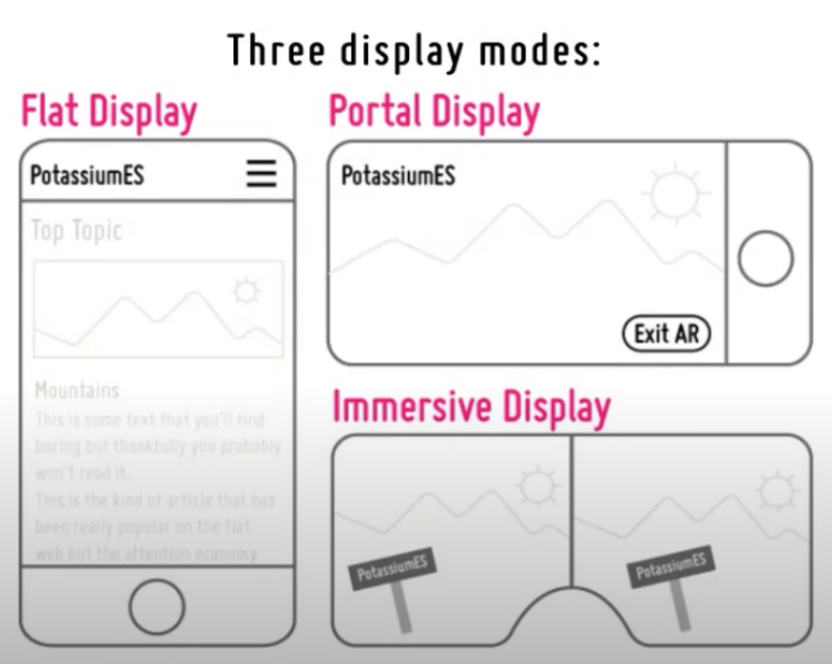 Three display modes:
Flat Display
PotassiumES
Top Topic
Mountains
This is some text that you'll find
boring but thankfully you probably
won't read it.
This is the kind of article that has
been really popular on the flat
web but the attention economy
Portal Display
PotassiumES
Exit AR
Immersive Display
PotassiumES
PotassiumES